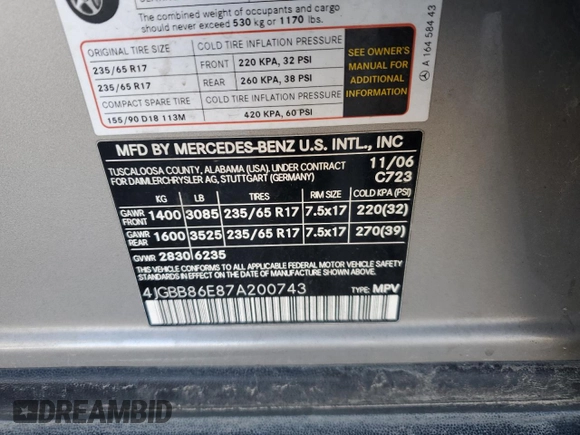 The combined weight of occupants and cargo
should never exceed 530 kg or 1170 lbs.
ORIGINAL TIRE SIZE COLD TIRE INFLATION PRESSURE
235/65 R17 FRONT 220 KPA, 32 PSI
235/65 R17 REAR 260 KPA, 38 PSI
COMPACT SPARE TIRE COLD TIRE INFLATION PRESSURE
155/90 D18 113M 420 KPA, 60 PSI
SEE OWNER'S
MANUAL FOR
ADDITIONAL
INFORMATION
A 164 584 43
MFD BY MERCEDES-BENZ U.S. INTL., INC
TUSCALOOSA COUNTY, ALABAMA (USA). UNDER CONTRACT 11/06
FOR DAIMLERCHRYSLER AG, STUTTGART (GERMANY) C723
KG LB TIRES RIM SIZE COLD KPA (PSI)
GAWR FRONT 1400 3085 235/65 R17 7.5x17 220(32)
GAWR REAR 1600 3525 235/65 R17 7.5x17 270(39)
GVWR 2830 6235
THIS VEHICLE CONFORMS TO ALL APPLICABLE FEDERAL MOTOR VEHICLE SAFETY
STANDARDS IN EFFECT ON THE DATE OF MANUFACTURE SHOWN ABOVE.
4JGBB86E87A200743 TYPE: MPV
DREAMBID